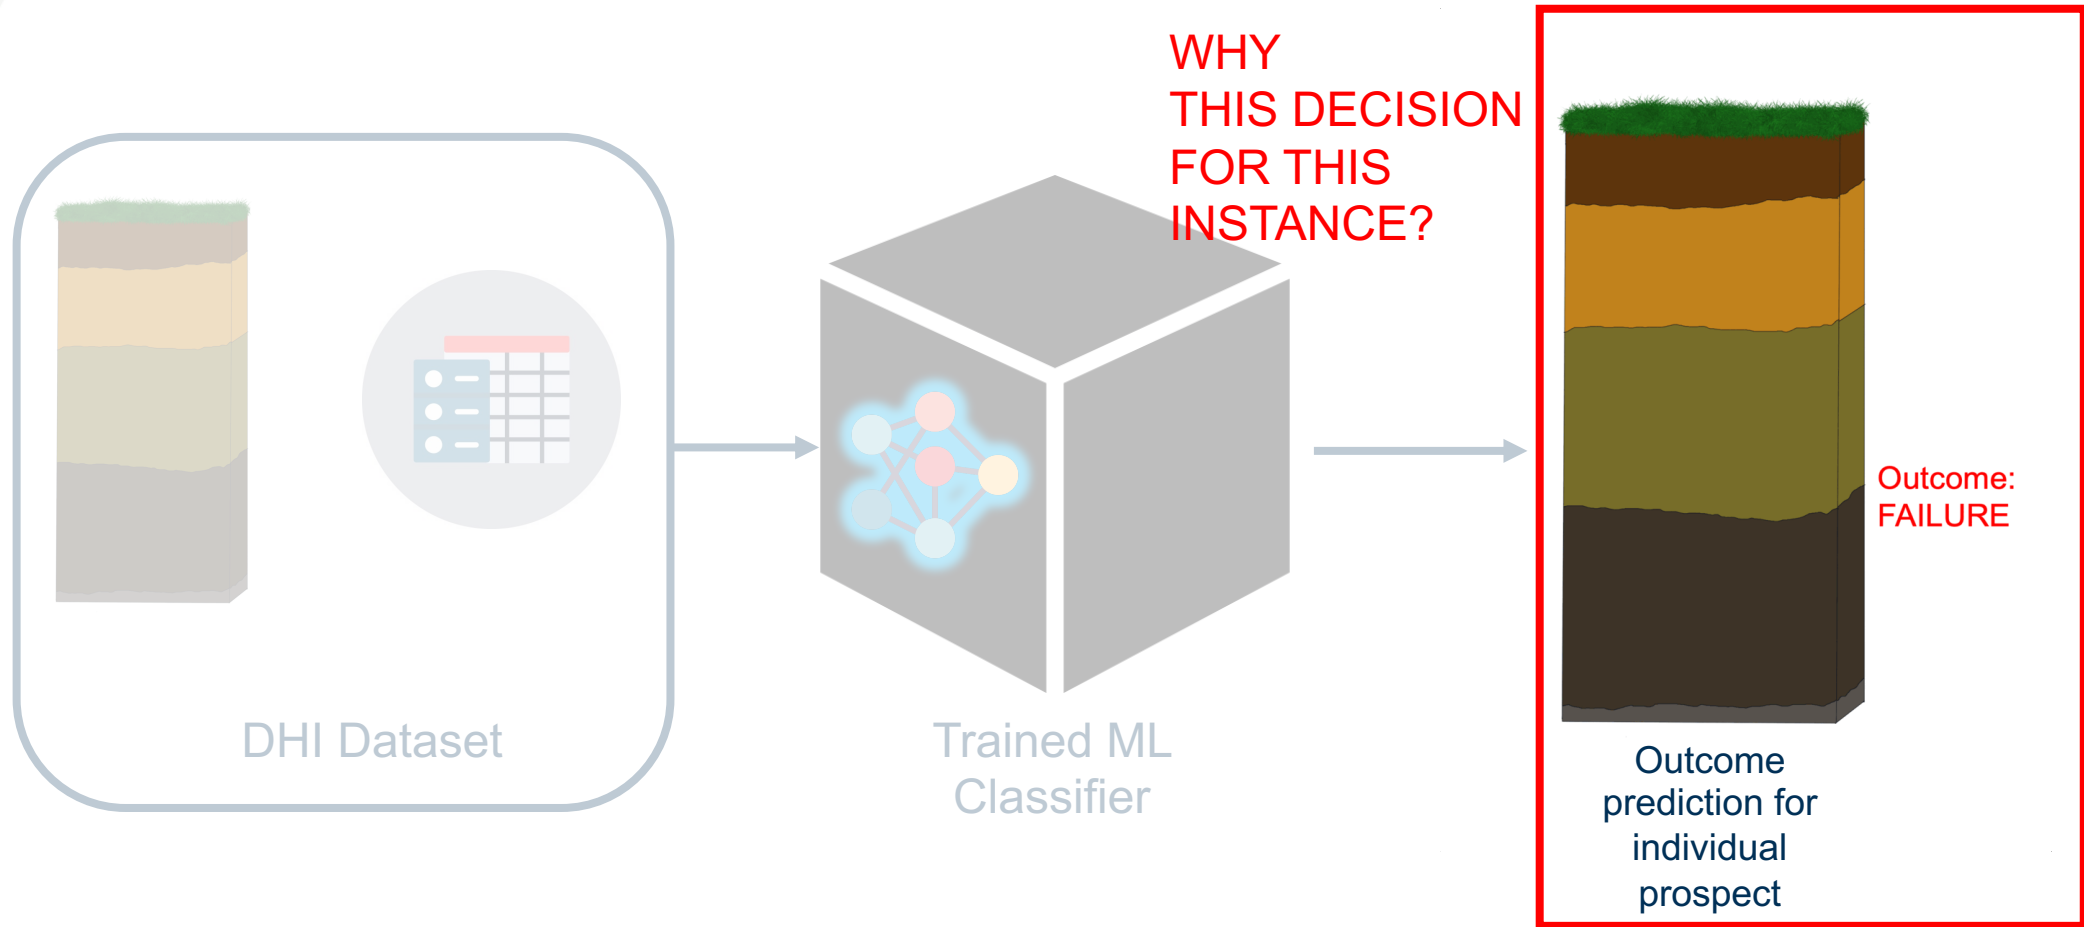 WHY
THIS DECISION
FOR THIS
INSTANCE?
DHI Dataset
Trained ML
Classifier
Outcome:
FAILURE
Outcome
prediction for
individual
prospect